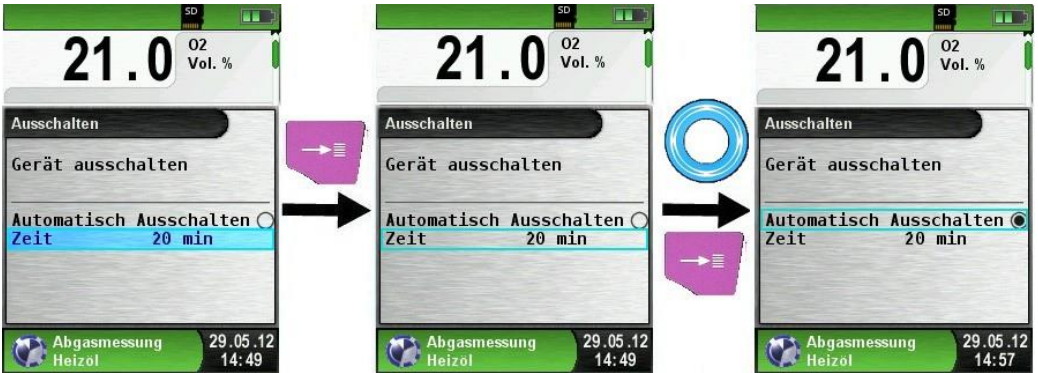 SD
21.0 O2 Vol. %
Ausschalten
Gerät ausschalten
Automatisch Ausschalten
Zeit 20 min
Abgasmessung 29.05.12
Heizöl 14:49
SD
21.0 O2 Vol. %
Ausschalten
Gerät ausschalten
Automatisch Ausschalten
Zeit 20 min
Abgasmessung 29.05.12
Heizöl 14:49
SD
21.0 O2 Vol. %
Ausschalten
Gerät ausschalten
Automatisch Ausschalten
Zeit 20 min
Abgasmessung 29.05.12
Heizöl 14:57